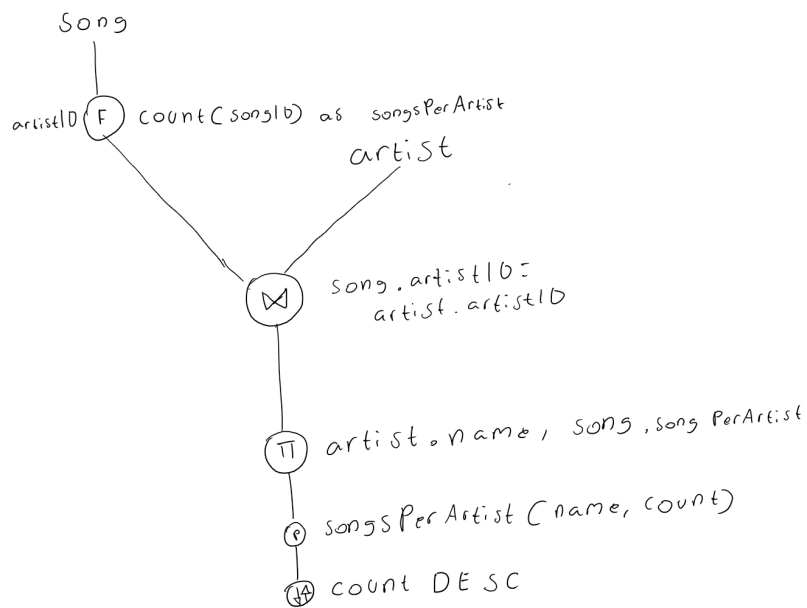 Song
artistID F count(songID) as songsPerArtist
artist
⋈ song.artistID =
artist.artistID
π artist.name, song.songPerArtist
ρ songsPerArtist(name, count)
↓↑ count DESC